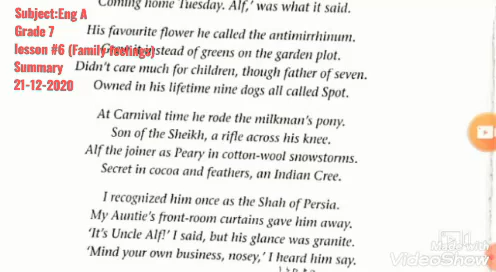 Coming home Tuesday. Alf,' was what it said.
Subject:Eng A
Grade 7
lesson #6 (Family feelings)
Summary
21-12-2020
His favourite flower he called the antimirrhinum.
instead of greens on the garden plot.
Didn't care much for children, though father of seven.
Owned in his lifetime nine dogs all called Spot.
At Carnival time he rode the milkman's pony.
Son of the Sheikh, a rifle across his knee.
Alf the joiner as Peary in cotton-wool snowstorms.
Secret in cocoa and feathers, an Indian Cree.
I recognized him once as the Shah of Persia.
My Auntie's front-room curtains gave him away.
'It's Uncle Alf!' I said, but his glance was granite.
'Mind your own business, nosey,' I heard him say.
Made with
VideoShow